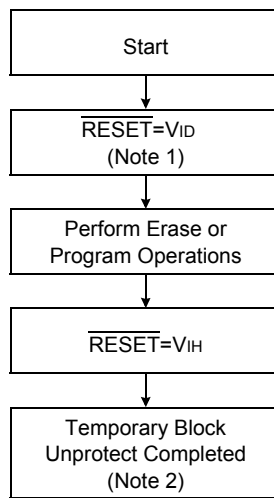 Start
RESET=VID
(Note 1)
Perform Erase or
Program Operations
RESET=VIH
Temporary Block
Unprotect Completed
(Note 2)